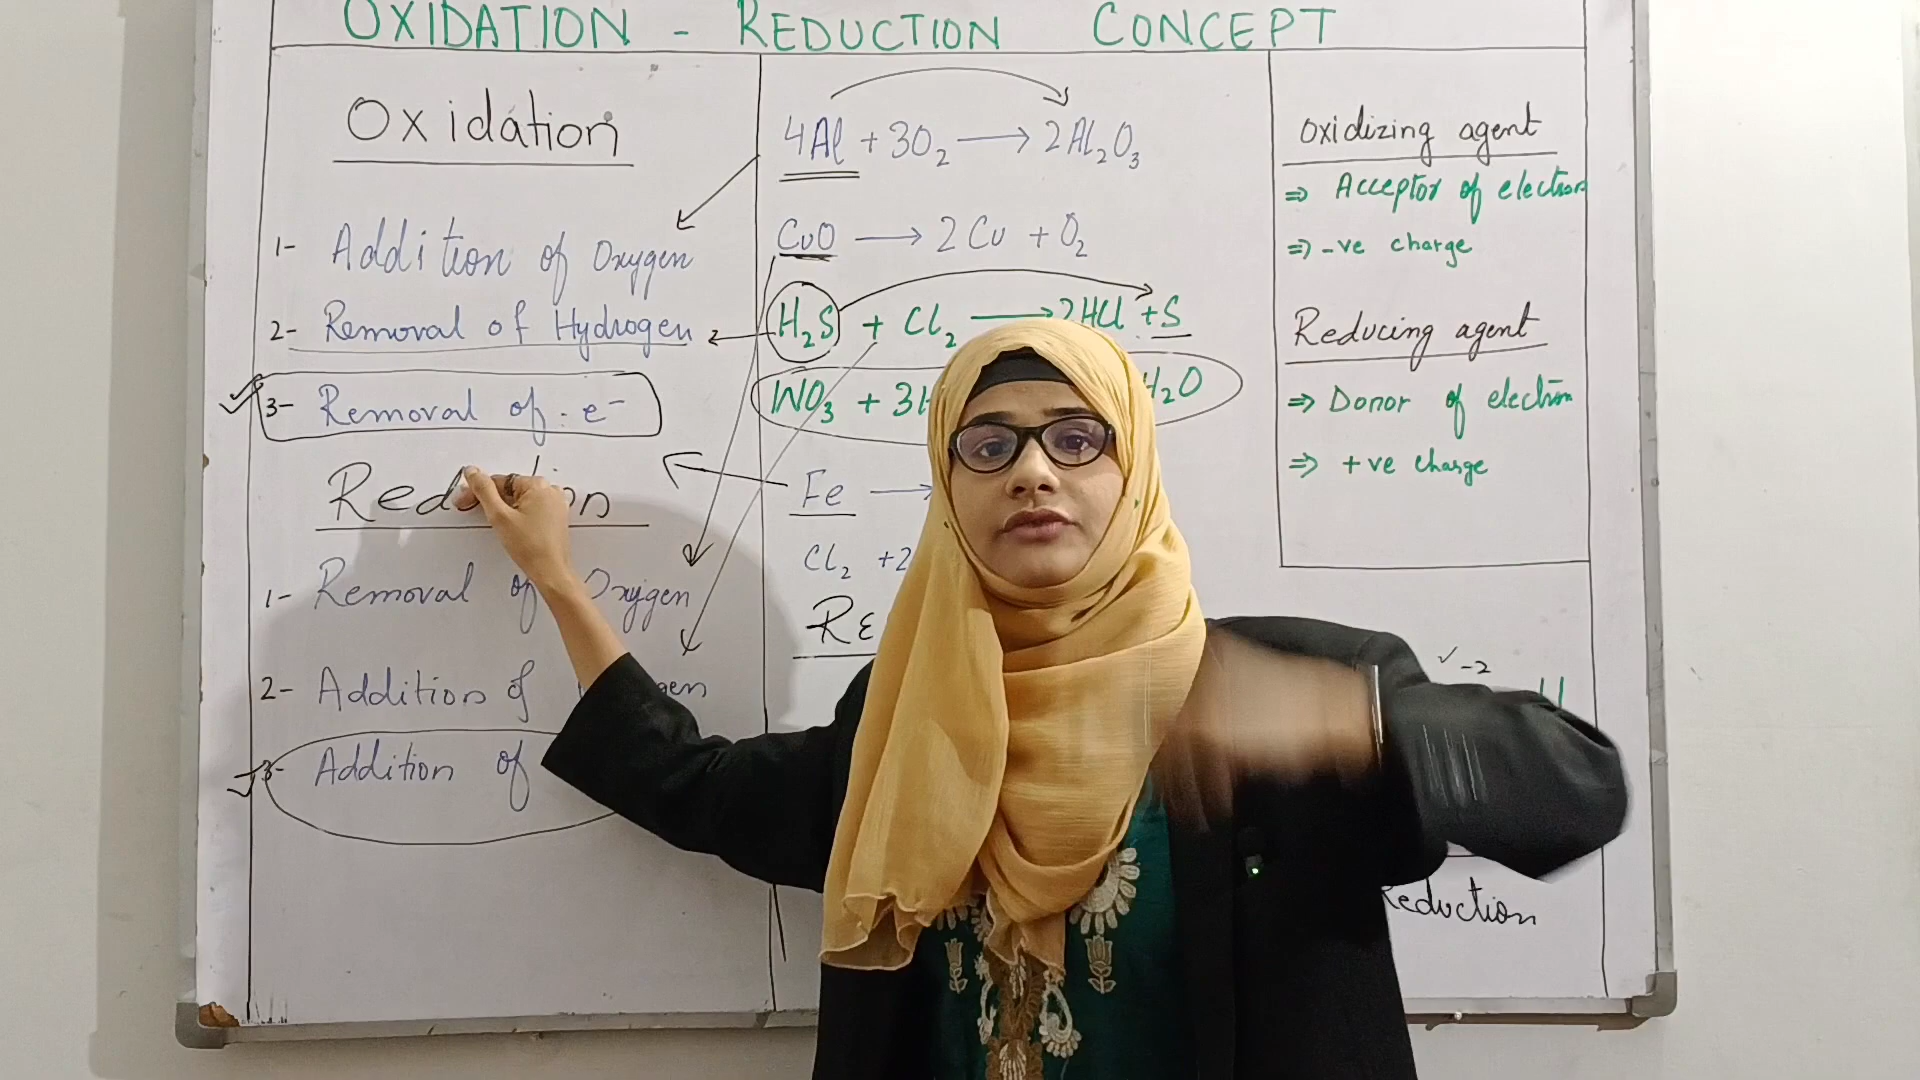 OXIDATION - REDUCTION CONCEPT
Oxidation
1- Addition of Oxygen
2- Removal of Hydrogen
3- Removal of e⁻
Reduction
1- Removal of Oxygen
2- Addition of
3- Addition of
4Al + 3O₂ → 2Al₂O₃
CuO → 2Cu + O₂
2 H₂S + Cl₂ → 2HCl + S
WO₃ + 3H H₂O
Fe →
Cl₂ +2
Oxidizing agent
⇒ Acceptor of electron
⇒ -ve charge
Reducing agent
⇒ Donor of electron
⇒ +ve charge
-2
Reduction